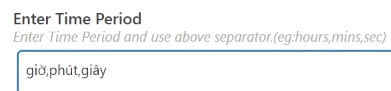 Enter Time Period
Enter Time Period and use above separator.(eg:hours,mins,sec)
giờ,phút,giây